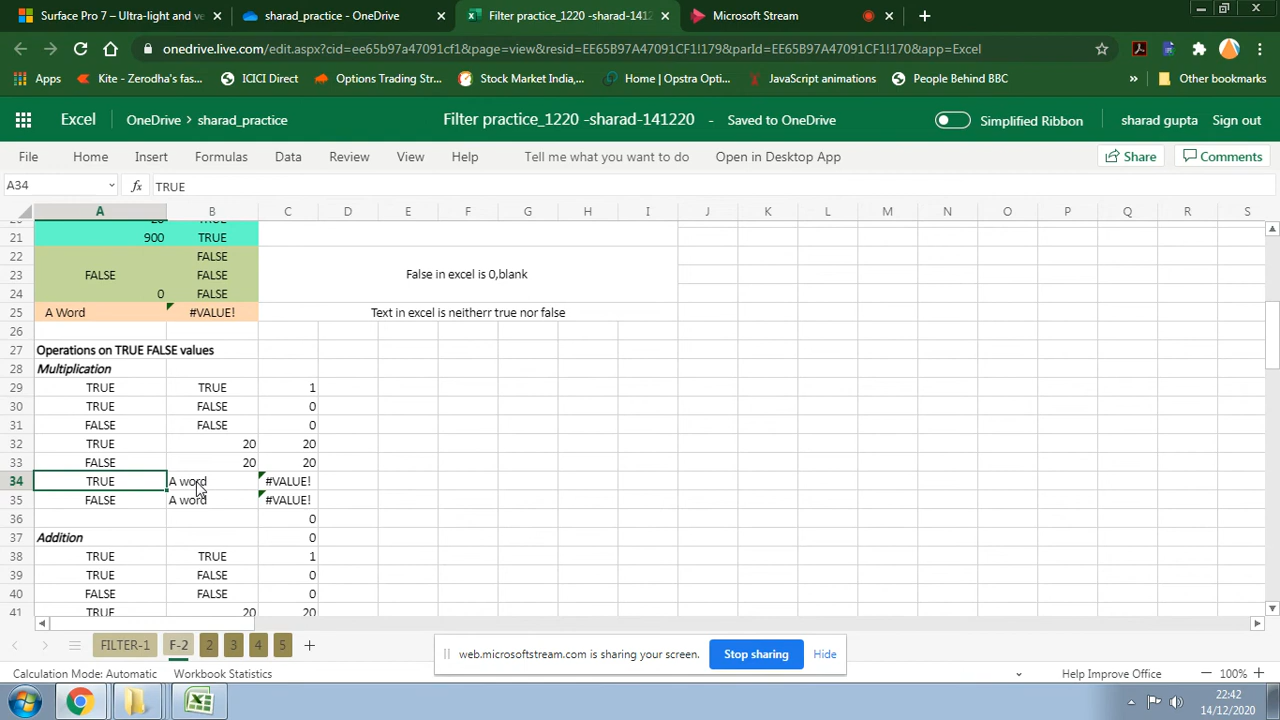 Surface Pro 7 – Ultra-light and ve
sharad_practice - OneDrive
Filter practice_1220 -sharad-1412
Microsoft Stream
onedrive.live.com/edit.aspx?cid=ee65b97a47091cf1&page=view&resid=EE65B97A47091CF1!179&parId=EE65B97A47091CF1!170&app=Excel
Apps
Kite - Zerodha's fas...
ICICI Direct
Options Trading Str...
Stock Market India,...
Home | Opstra Opti...
JavaScript animations
People Behind BBC
Other bookmarks
Excel
OneDrive > sharad_practice
Filter practice_1220 -sharad-141220 - Saved to OneDrive
Simplified Ribbon
sharad gupta
Sign out
File Home Insert Formulas Data Review View Help Tell me what you want to do Open in Desktop App Share Comments
A34 fx TRUE
A B C D E F G H I J K L M N O P Q R S
21 900 TRUE
22 FALSE
23 FALSE FALSE False in excel is 0,blank
24 0 FALSE
25 A Word #VALUE! Text in excel is neitherr true nor false
26
27 Operations on TRUE FALSE values
28 Multiplication
29 TRUE TRUE 1
30 TRUE FALSE 0
31 FALSE FALSE 0
32 TRUE 20 20
33 FALSE 20 20
34 TRUE A word #VALUE!
35 FALSE A word #VALUE!
36 0
37 Addition 0
38 TRUE TRUE 1
39 TRUE FALSE 0
40 FALSE FALSE 0
41 TRUE 20 20
FILTER-1 F-2 2 3 4 5
web.microsoftstream.com is sharing your screen. Stop sharing Hide
Calculation Mode: Automatic Workbook Statistics
Help Improve Office
100%
22:42
14/12/2020